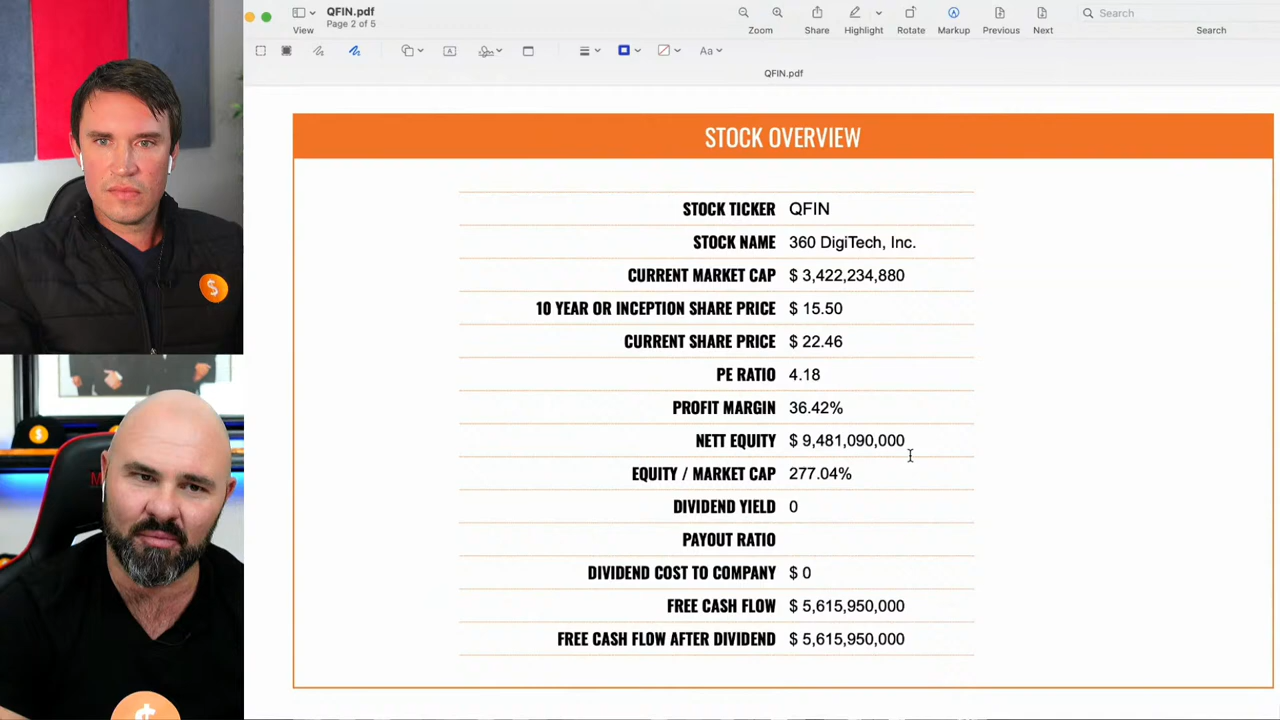 QFIN.pdf
Page 2 of 5
View
Zoom
Share
Highlight
Rotate
Markup
Previous
Next
Search
Search
Aa
QFIN.pdf
STOCK OVERVIEW
STOCK TICKER QFIN
STOCK NAME 360 DigiTech, Inc.
CURRENT MARKET CAP $ 3,422,234,880
10 YEAR OR INCEPTION SHARE PRICE $ 15.50
CURRENT SHARE PRICE $ 22.46
PE RATIO 4.18
PROFIT MARGIN 36.42%
NETT EQUITY $ 9,481,090,000
EQUITY / MARKET CAP 277.04%
DIVIDEND YIELD 0
PAYOUT RATIO
DIVIDEND COST TO COMPANY $ 0
FREE CASH FLOW $ 5,615,950,000
FREE CASH FLOW AFTER DIVIDEND $ 5,615,950,000
$
$
$